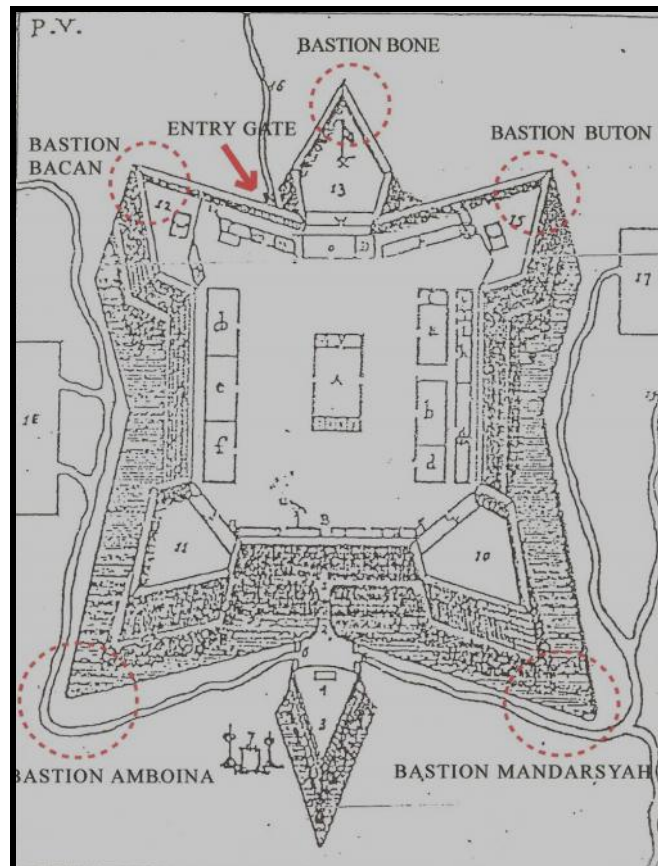 P.V.
BASTION BONE
16
ENTRY GATE
BASTION
BACAN
BASTION BUTON
13
12
15
17
b
e
f
b
d
11
B
10
6
1
3
7
BASTION AMBOINA
BASTION MANDARSYAH